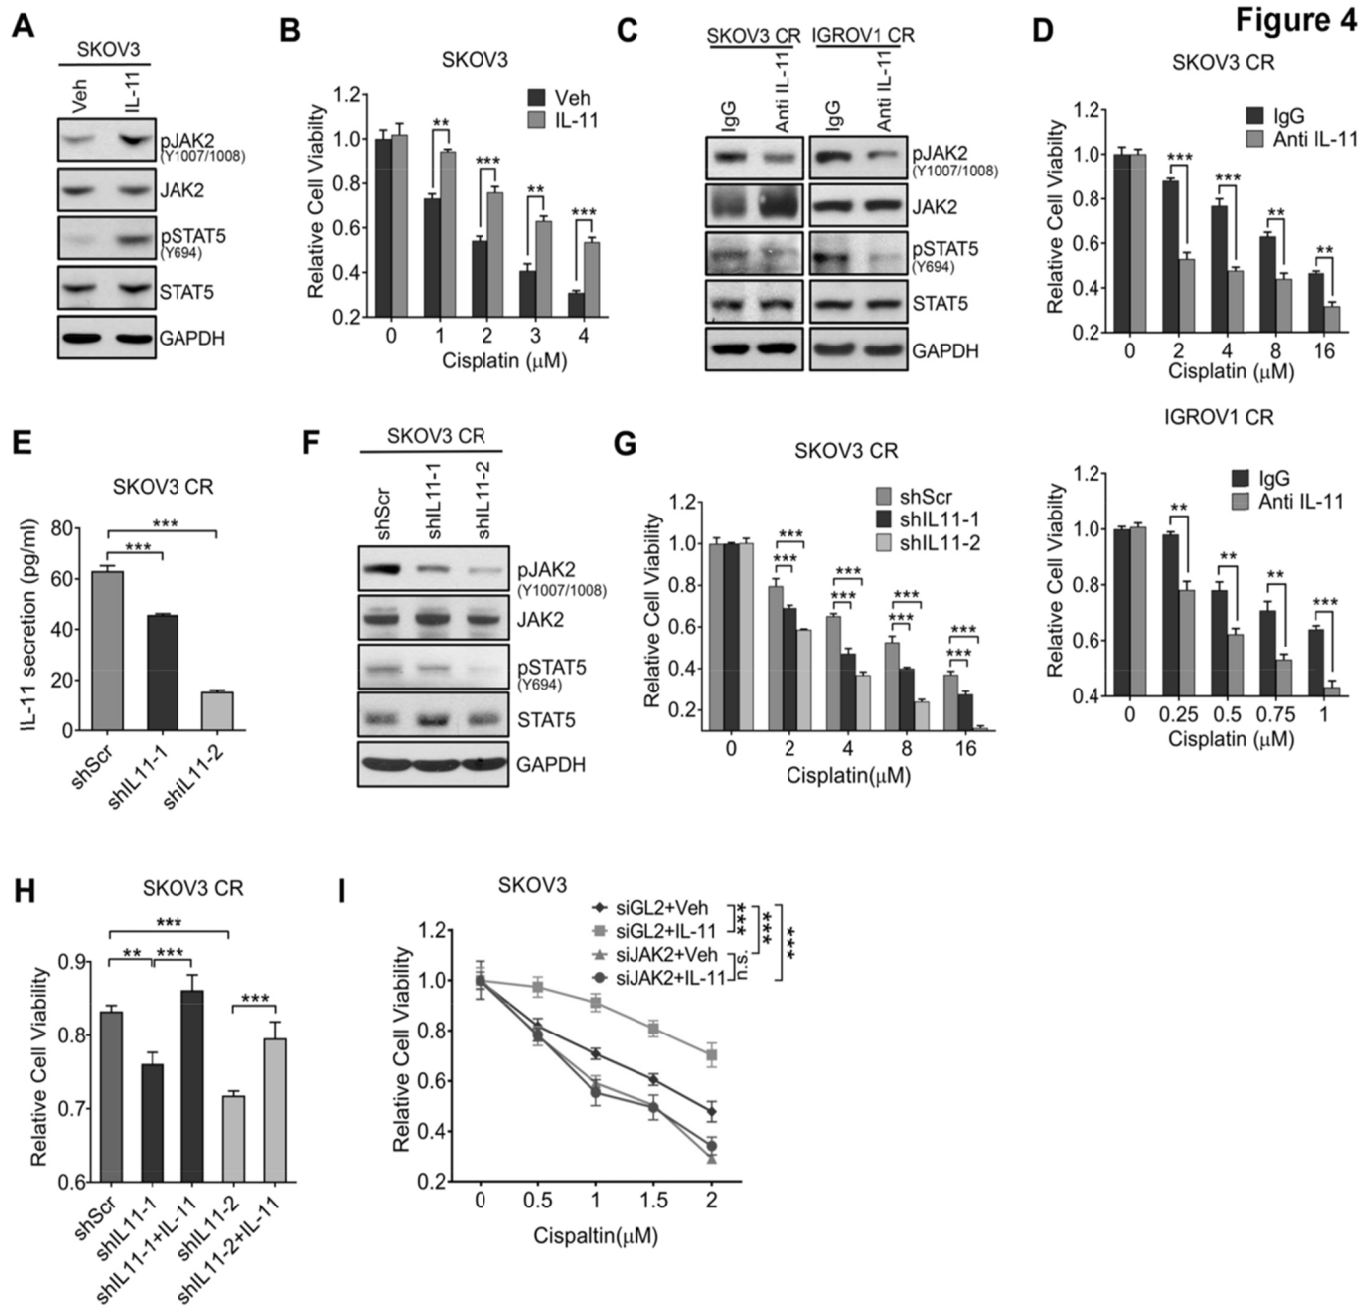 Figure 4
A
SKOV3
Veh
IL-11
pJAK2
(Y1007/1008)
JAK2
pSTAT5
(Y694)
STAT5
GAPDH
B
SKOV3
Veh
IL-11
Relative Cell Viabilty
1.2
1.0
0.8
0.6
0.4
0.2
**
***
**
***
0 1 2 3 4
Cisplatin (μM)
C
SKOV3 CR IGROV1 CR
IgG
Anti IL-11
IgG
Anti IL-11
pJAK2
(Y1007/1008)
JAK2
pSTAT5
(Y694)
STAT5
GAPDH
D
SKOV3 CR
IgG
Anti IL-11
Relative Cell Viability
1.2
1.0
0.8
0.6
0.4
0.2
***
***
**
**
0 2 4 8 16
Cisplatin (μM)
IGROV1 CR
IgG
Anti IL-11
Relative Cell Viability
1.2
1.0
0.8
0.6
0.4
**
**
**
***
0 0.25 0.5 0.75 1
Cisplatin (μM)
E
SKOV3 CR
IL-11 secretion (pg/ml)
80
60
40
20
0
***
***
shScr
shIL11-1
shiL11-2
F
SKOV3 CR
shScr
shIL11-1
shIL11-2
pJAK2
(Y1007/1008)
JAK2
pSTAT5
(Y694)
STAT5
GAPDH
G
SKOV3 CR
shScr
shIL11-1
shIL11-2
Relative Cell Viability
1.2
1.0
0.8
0.6
0.4
0.2
***
***
***
***
***
***
***
***
0 2 4 8 16
Cisplatin(μM)
H
SKOV3 CR
Relative Cell Viability
0.9
0.8
0.7
0.6
***
** ***
***
shScr
shIL11-1
shIL11-1+IL-11
shIL11-2
shIL11-2+IL-11
I
SKOV3
siGL2+Veh
siGL2+IL-11
siJAK2+Veh
siJAK2+IL-11
***
n.s.
***
***
Relative Cell Viability
1.2
1.0
0.8
0.6
0.4
0.2
0 0.5 1 1.5 2
Cispaltin(μM)